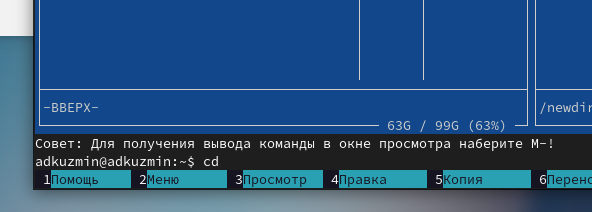 -ВВЕРХ-
/newdir
63G / 99G (63%)
Совет: Для получения вывода команды в окне просмотра наберите M-!
adkuzmin@adkuzmin:~$ cd
1Помощь 2Меню 3Просмотр 4Правка 5Копия 6Перено